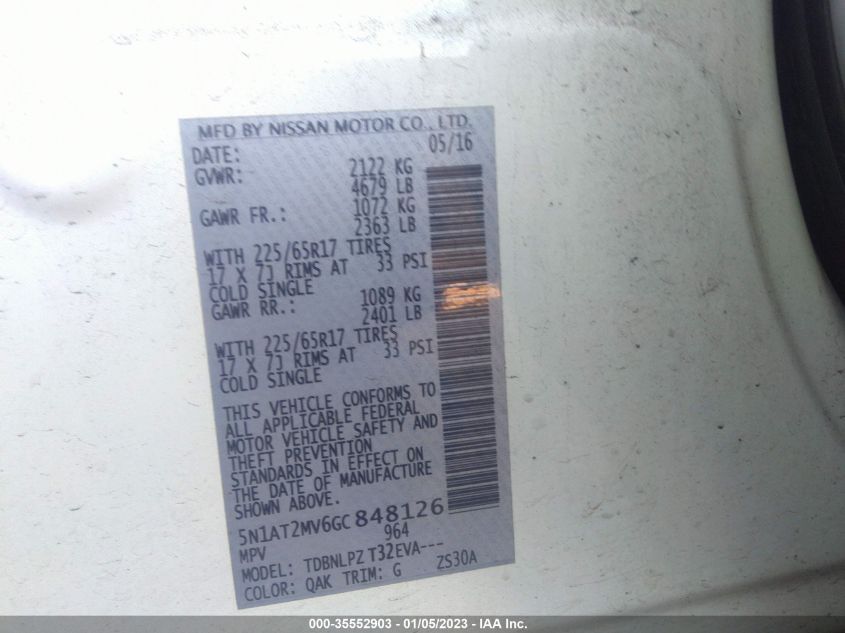 MFD BY NISSAN MOTOR CO., LTD.
DATE: 05/16
GVWR: 2122 KG
4679 LB
GAWR FR.: 1072 KG
2363 LB
WITH 225/65R17 TIRES
17 X 7J RIMS AT 33 PSI
COLD SINGLE
GAWR RR.: 1089 KG
2401 LB
WITH 225/65R17 TIRES
17 X 7J RIMS AT 33 PSI
COLD SINGLE
THIS VEHICLE CONFORMS TO
ALL APPLICABLE FEDERAL
MOTOR VEHICLE SAFETY AND
THEFT PREVENTION
STANDARDS IN EFFECT ON
THE DATE OF MANUFACTURE
SHOWN ABOVE.
5N1AT2MV6GC848126
MPV 964
MODEL: TDBNLPZ T32EVA---
COLOR: QAK TRIM: G ZS30A
000-35552903 - 01/05/2023 - IAA Inc.